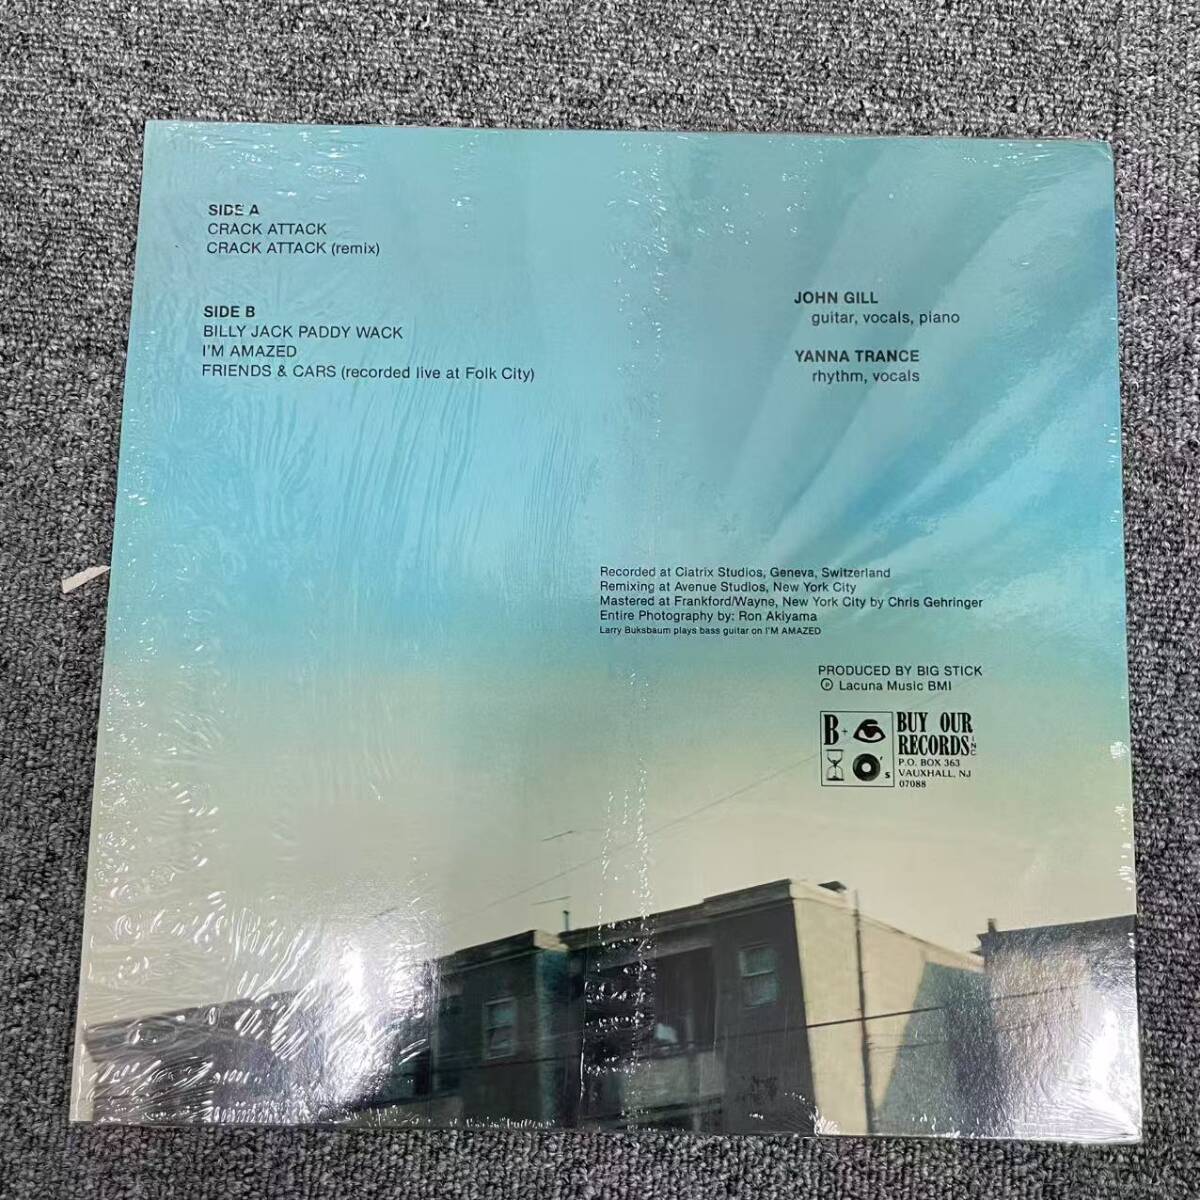 SIDE A
CRACK ATTACK
CRACK ATTACK (remix)
SIDE B
BILLY JACK PADDY WACK
I'M AMAZED
FRIENDS & CARS (recorded live at Folk City)
JOHN GILL
guitar, vocals, piano
YANNA TRANCE
rhythm, vocals
Recorded at Ciatrix Studios, Geneva, Switzerland
Remixing at Avenue Studios, New York City
Mastered at Frankford/Wayne, New York City by Chris Gehringer
Entire Photography by: Ron Akiyama
Larry Buksbaum plays bass guitar on I'M AMAZED
PRODUCED BY BIG STICK
℗ Lacuna Music BMI
B +
's
BUY OUR
RECORDS INC
P.O. BOX 363
VAUXHALL, NJ
07088